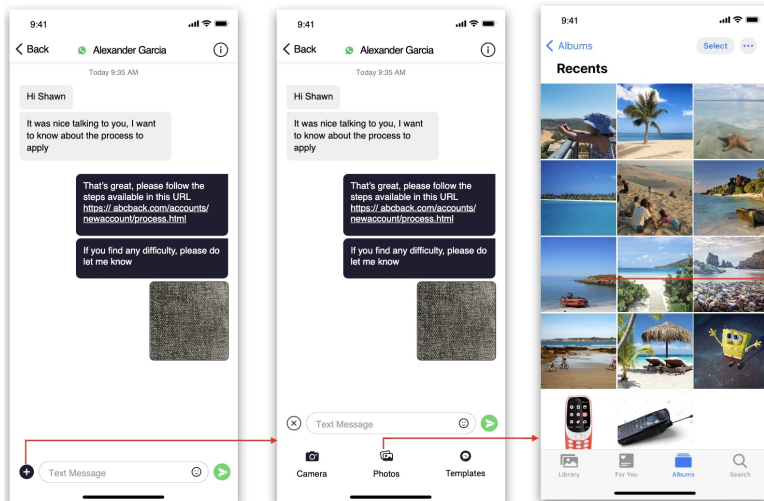 9:41
Back
Alexander Garcia
Today 9:35 AM
Hi Shawn
It was nice talking to you, I want
to know about the process to
apply
That's great, please follow the
steps available in this URL
https:// abcback.com/accounts/
newaccount/process.html
If you find any difficulty, please do
let me know
Text Message
9:41
Back
Alexander Garcia
Today 9:35 AM
Hi Shawn
It was nice talking to you, I want
to know about the process to
apply
That's great, please follow the
steps available in this URL
https:// abcback.com/accounts/
newaccount/process.html
If you find any difficulty, please do
let me know
Text Message
Camera
Photos
Templates
9:41
Albums
Select
Recents
Library
For You
Albums
Search